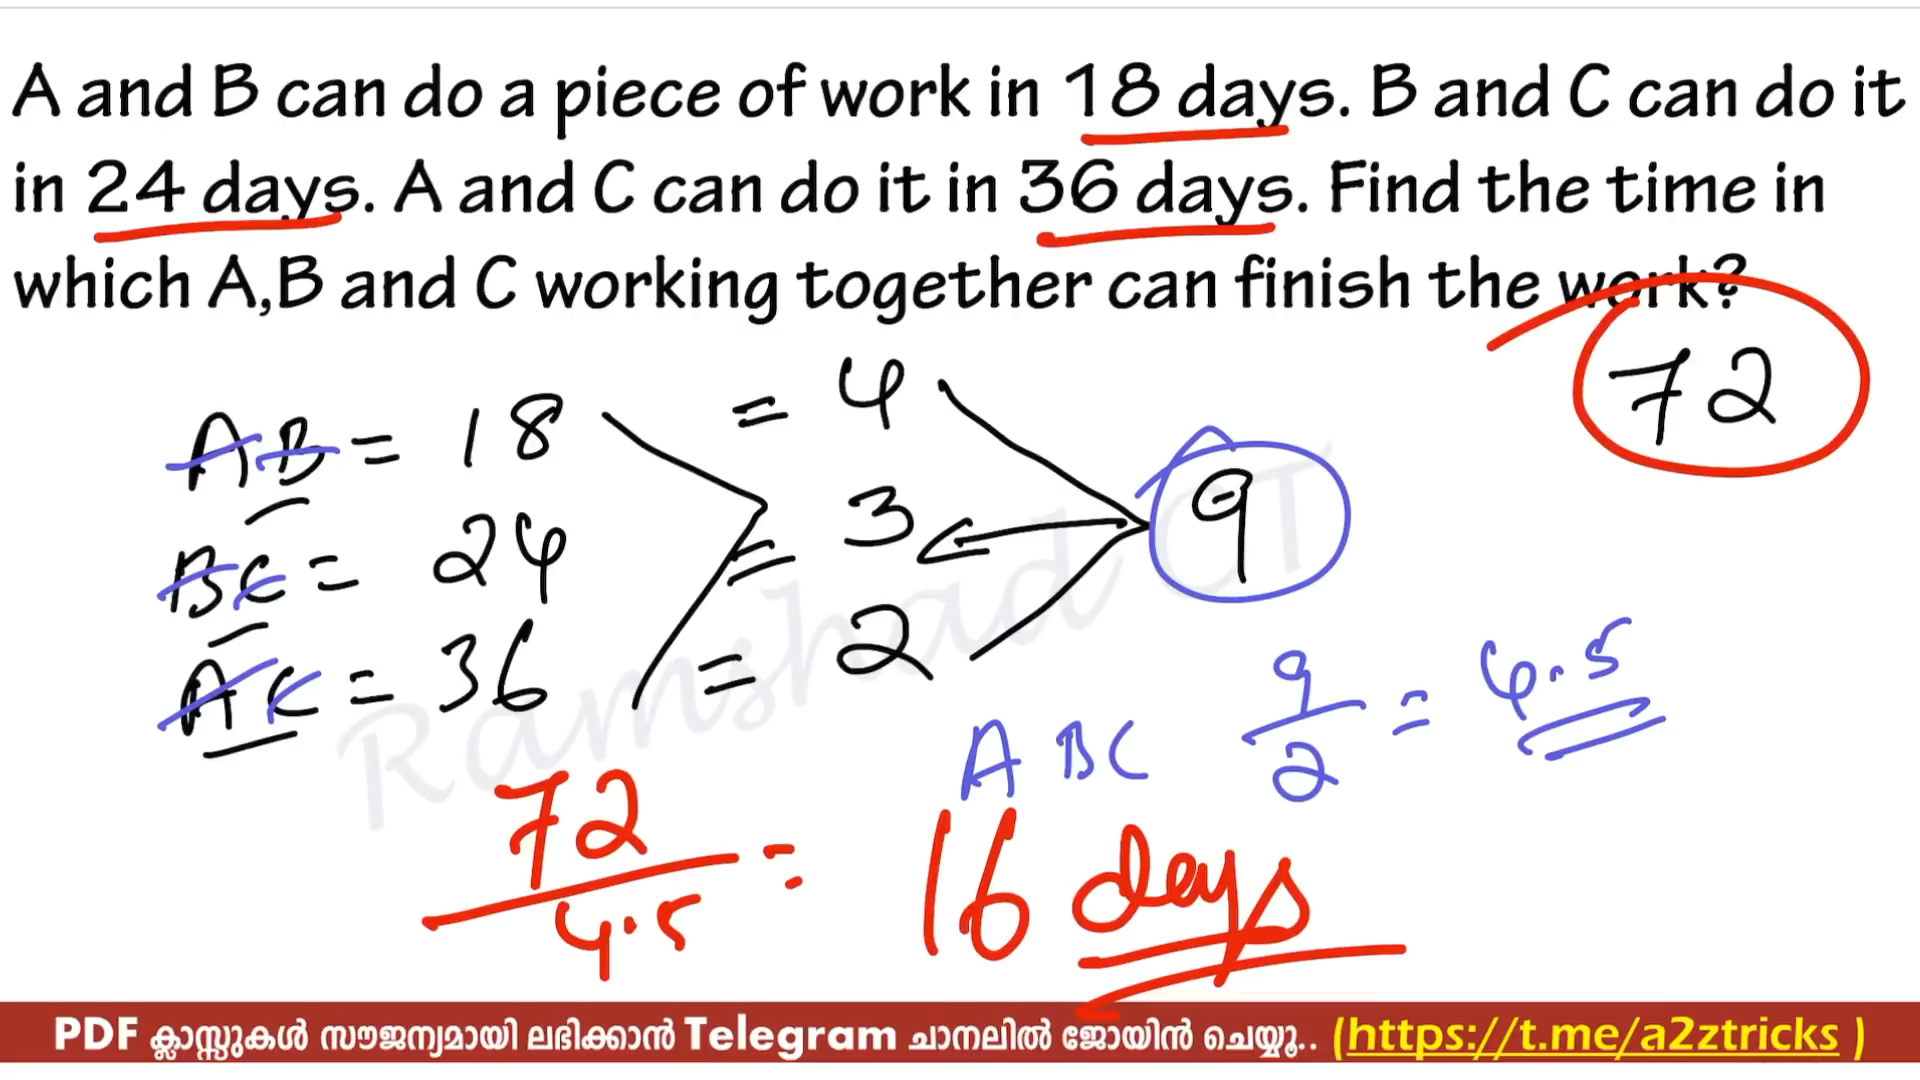 A and B can do a piece of work in 18 days. B and C can do it
in 24 days. A and C can do it in 36 days. Find the time in
which A,B and C working together can finish the work?
72
AB = 18 = 4
BC = 24 = 3
9
AC = 36 = 2
A B C 9/2 = 4.5
72/4.5 = 16 days
Ramshad CT
PDF ക്ലാസ്സുകൾ സൗജന്യമായി ലഭിക്കാൻ Telegram ചാനലിൽ ജോയിൻ ചെയ്യൂ.. (https://t.me/a2ztricks )